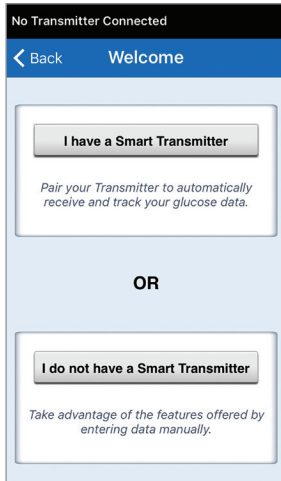 No Transmitter Connected
Back Welcome
I have a Smart Transmitter
Pair your Transmitter to automatically
receive and track your glucose data.
OR
I do not have a Smart Transmitter
Take advantage of the features offered by
entering data manually.